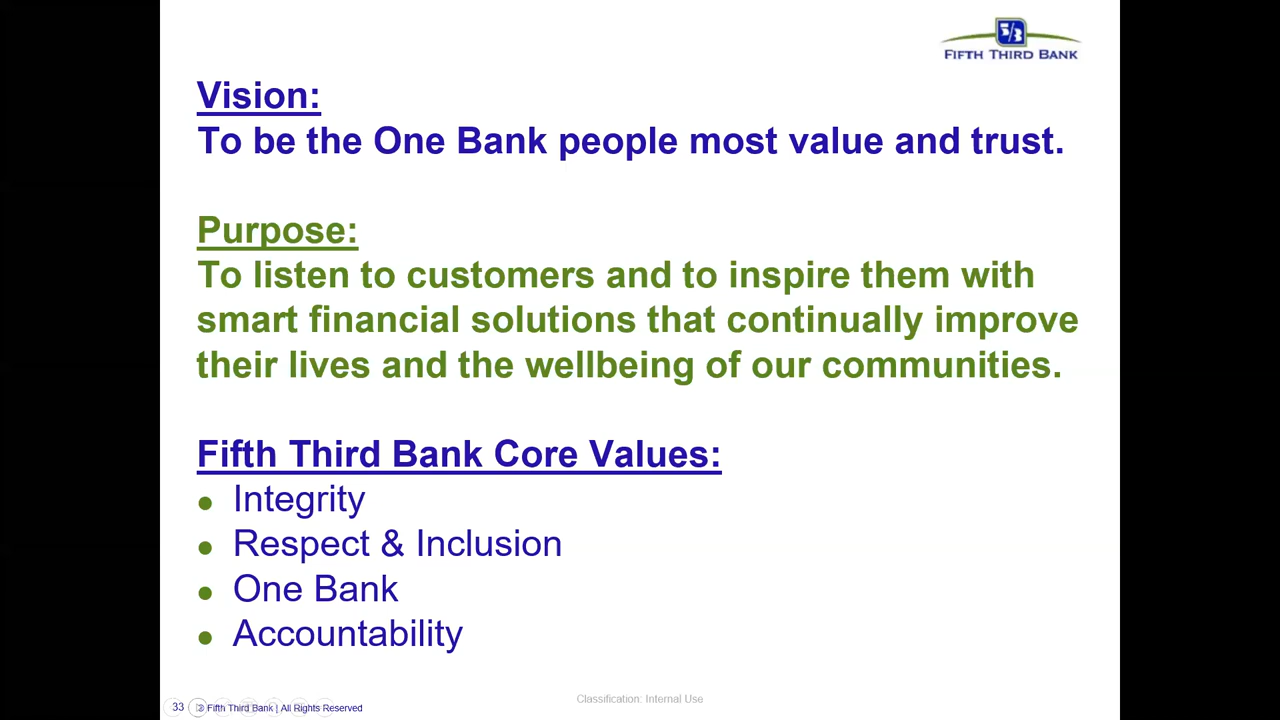 5/3
FIFTH THIRD BANK
Vision:
To be the One Bank people most value and trust.
Purpose:
To listen to customers and to inspire them with
smart financial solutions that continually improve
their lives and the wellbeing of our communities.
Fifth Third Bank Core Values:
Integrity
Respect & Inclusion
One Bank
Accountability
Classification: Internal Use
33 © Fifth Third Bank | All Rights Reserved